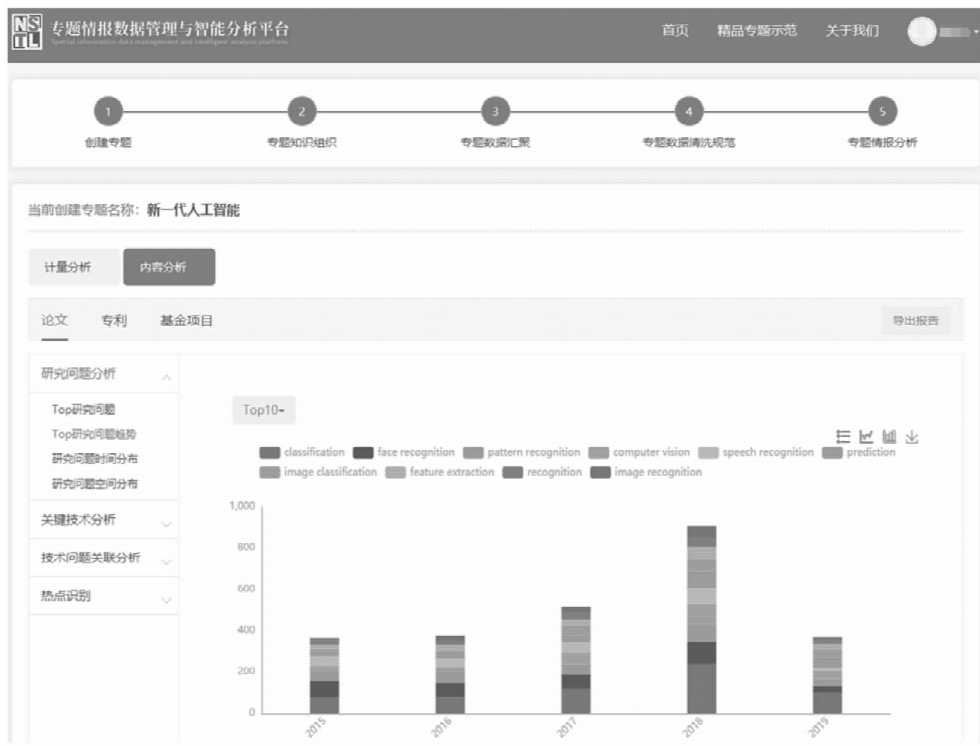 NSTL
专题情报数据管理与智能分析平台
Special information data management and intelligent analysis platform
首页 精品专题示范 关于我们
1 2 3 4 5
创建专题 专题知识组织 专题数据汇聚 专题数据清洗规范 专题情报分析
当前创建专题名称: 新一代人工智能
计量分析 内容分析
论文 专利 基金项目 导出报告
研究问题分析
Top研究问题
Top研究问题趋势
研究问题时间分布
研究问题空间分布
关键技术分析
技术问题关联分析
热点识别
Top10
classification face recognition pattern recognition computer vision speech recognition prediction
image classification feature extraction recognition image recognition
1,000
800
600
400
200
0
2015 2016 2017 2018 2019